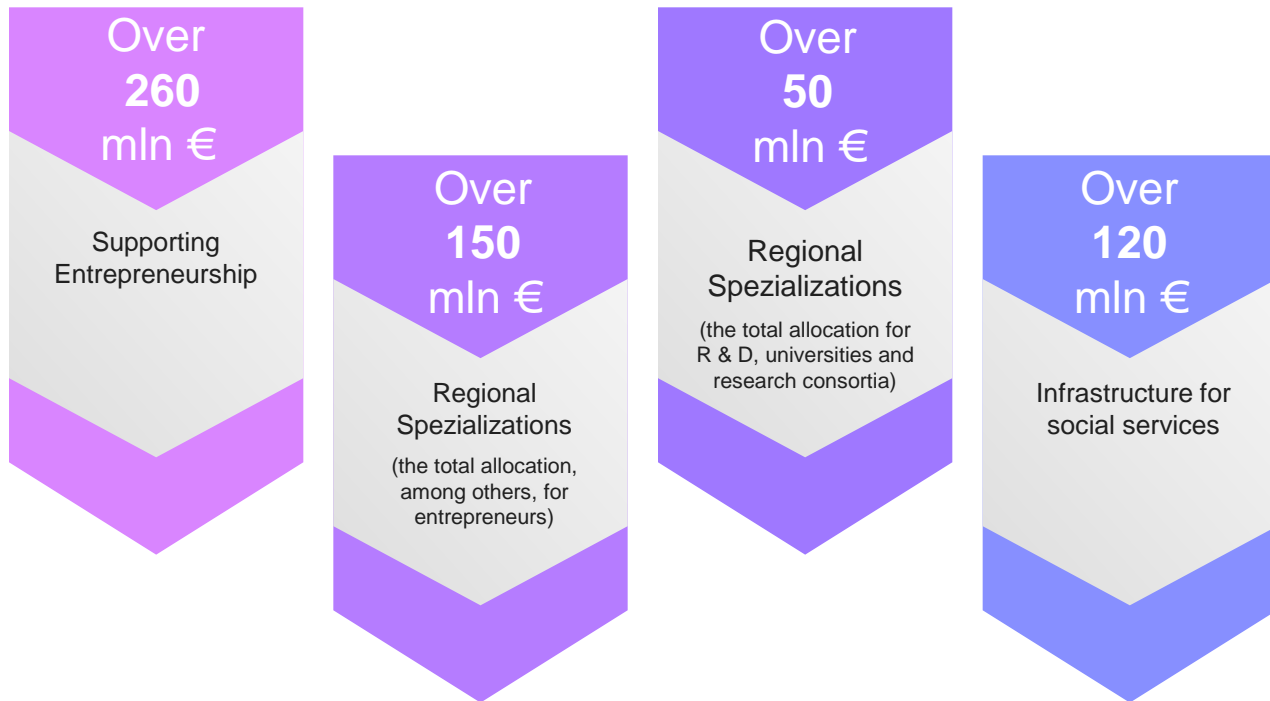 Over
260
mln €
Supporting
Entrepreneurship
Over
150
mln €
Regional
Spezializations
(the total allocation,
among others, for
entrepreneurs)
Over
50
mln €
Regional
Spezializations
(the total allocation for
R & D, universities and
research consortia)
Over
120
mln €
Infrastructure for
social services